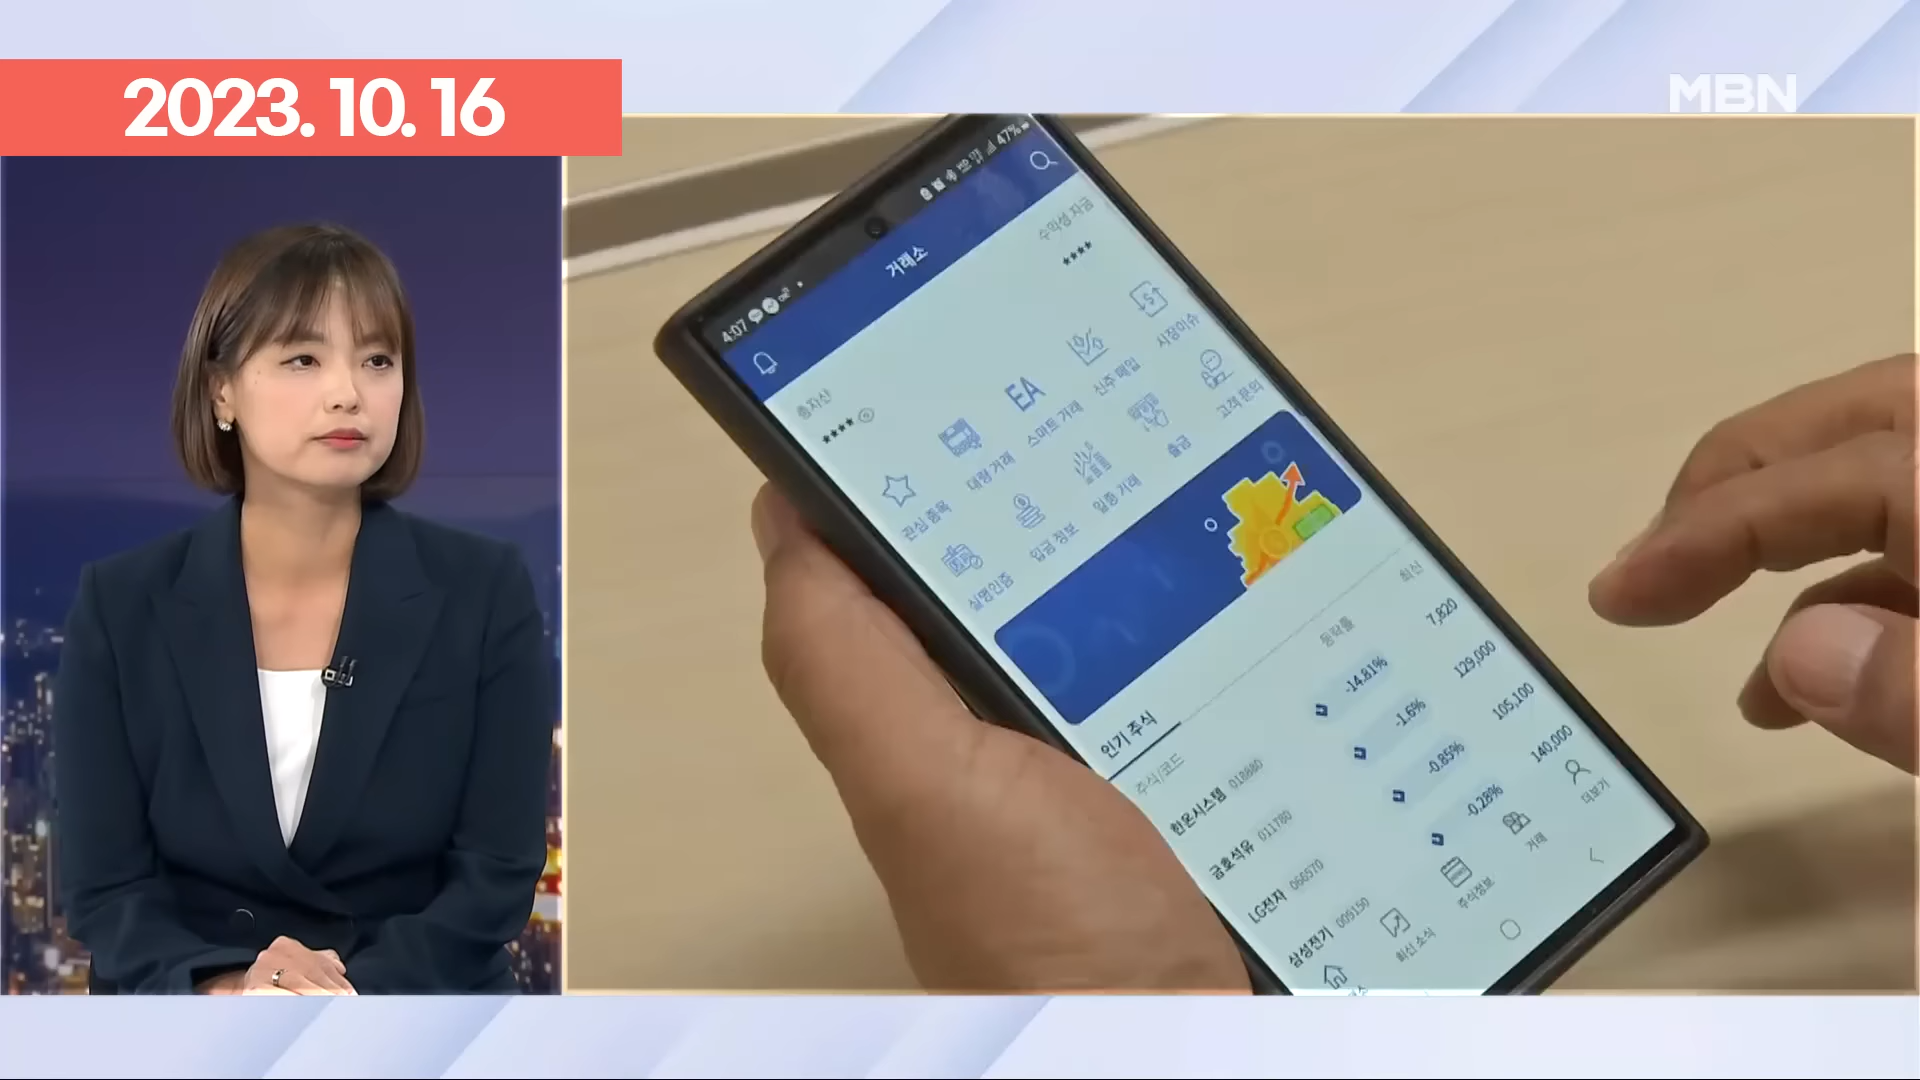 2023. 10. 16
MBN
4:07
47%
거래소
총자산
****
수익성 자금
****
관심 종목
대량 거래
스마트 거래
EA
신주 매입
시장이슈
실명인증
입금 정보
일중 거래
출금
고객 문의
인기 주식
주식/코드
등락률
최신
한온시스템 018880
-14.81%
7,820
금호석유 011780
-1.6%
129,000
LG전자 066570
-0.85%
105,100
삼성전기 009150
-0.28%
140,000
최신 소식
주식정보
거래
더보기